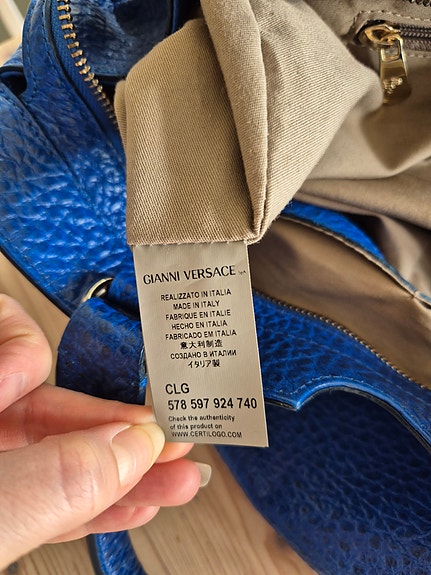 GIANNI VERSACE SpA
REALIZZATO IN ITALIA
MADE IN ITALY
FABRIQUE EN ITALIE
HECHO EN ITALIA
FABRICADO EM ITALIA
意大利制造
СОЗДАНО В ИТАЛИИ
イタリア製
CLG
578 597 924 740
Check the authenticity
of this product on
WWW.CERTILOGO.COM